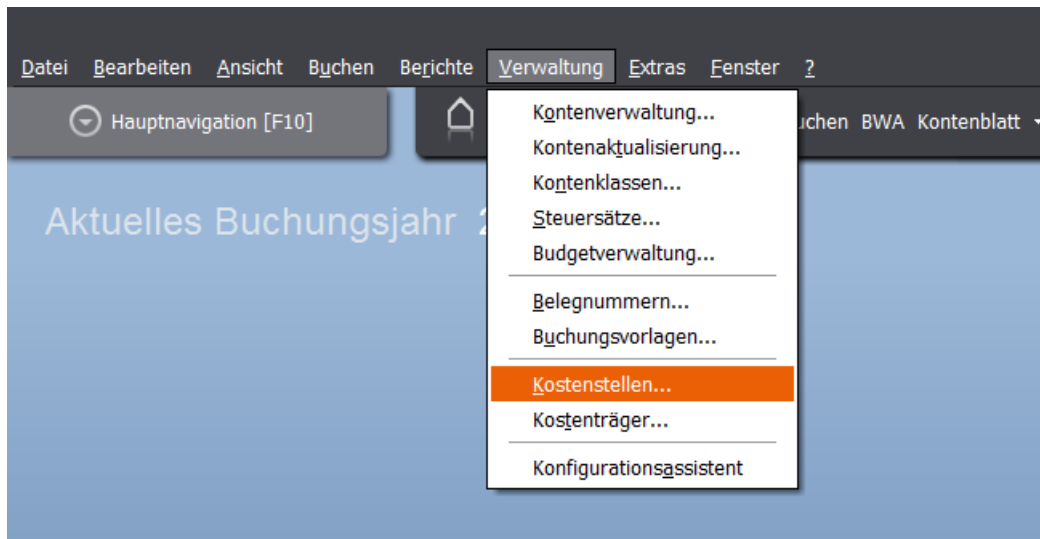 Datei Bearbeiten Ansicht Buchen Berichte Verwaltung Extras Fenster ?
Hauptnavigation [F10]
BWA Kontenblatt
Aktuelles Buchungsjahr
Kontenverwaltung...
Kontenaktualisierung...
Kontenklassen...
Steuersätze...
Budgetverwaltung...
Belegnummern...
Buchungsvorlagen...
Kostenstellen...
Kostenträger...
Konfigurationsassistent